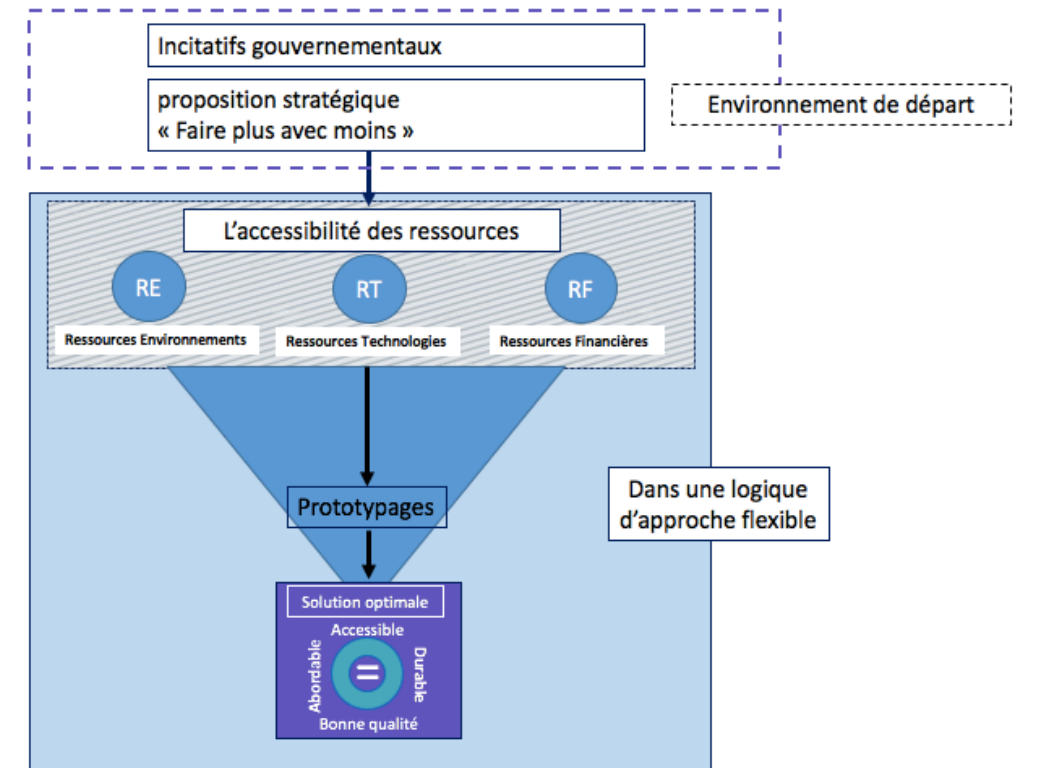 Incitatifs gouvernementaux
proposition stratégique
« Faire plus avec moins »
Environnement de départ
L'accessibilité des ressources
RE
RT
RF
Ressources Environnements
Ressources Technologies
Ressources Financières
Prototypages
Dans une logique
d'approche flexible
Solution optimale
Accessible
Abordable
=
Durable
Bonne qualité